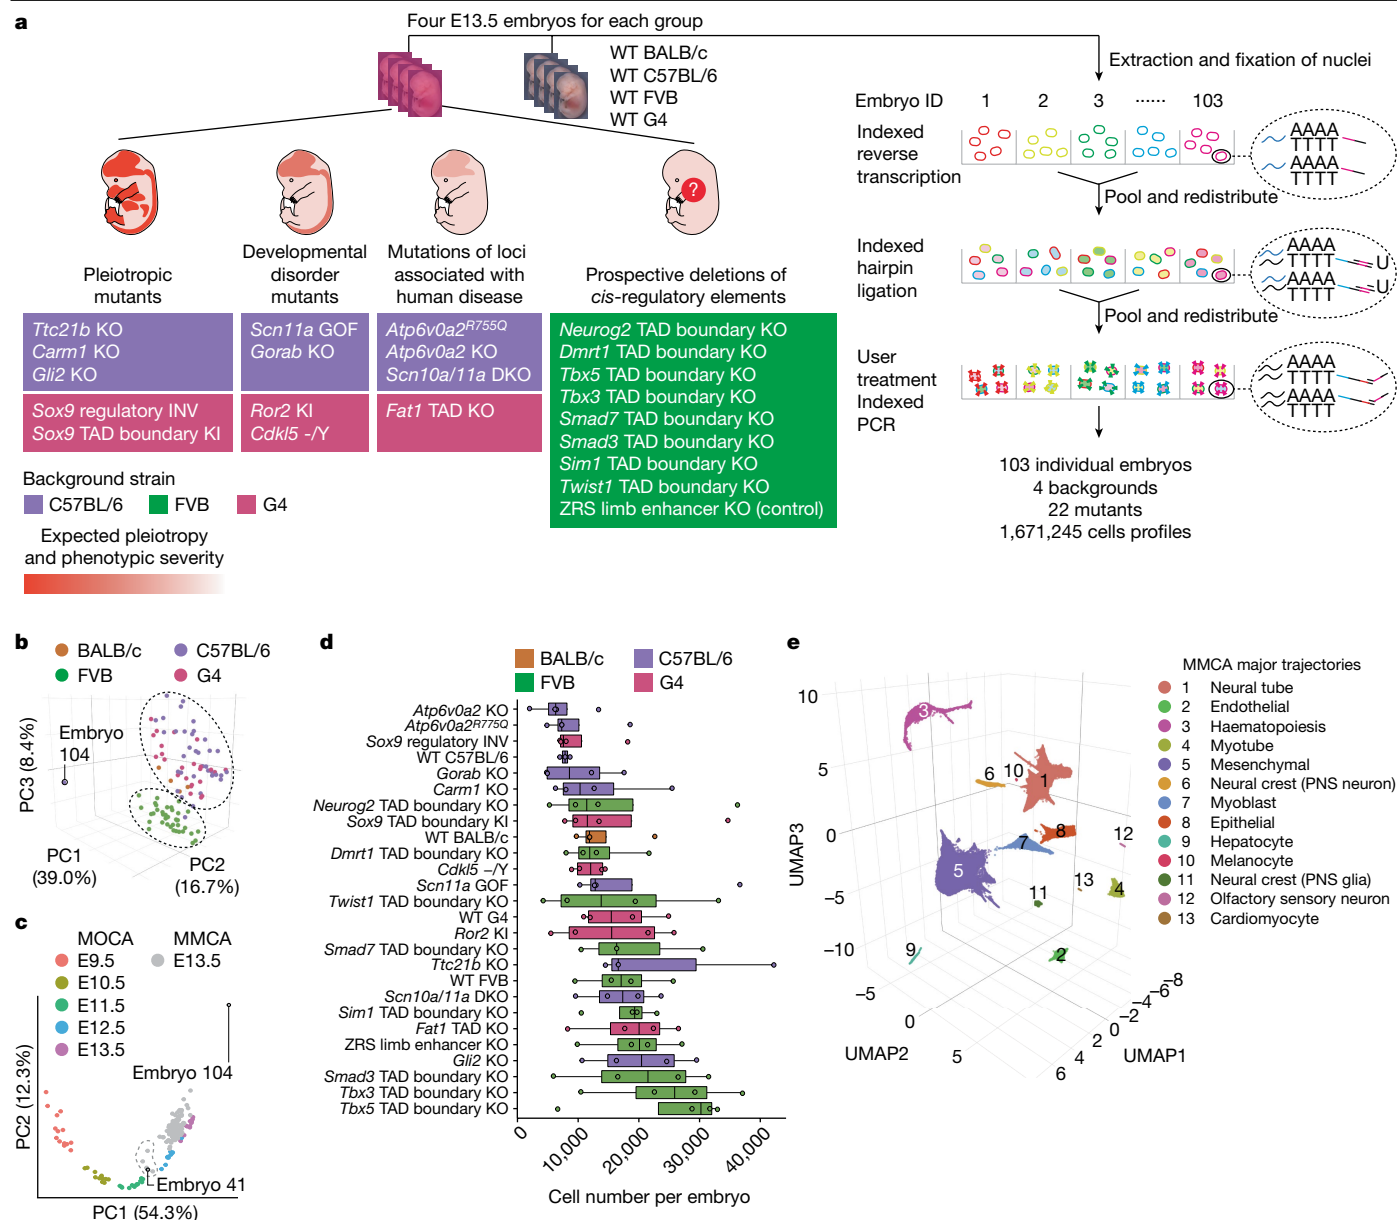 a
Four E13.5 embryos for each group
WT BALB/c
WT C57BL/6
WT FVB
WT G4
Extraction and fixation of nuclei
Embryo ID 1 2 3 ...... 103
Indexed
reverse
transcription
AAAA
TTTT
AAAA
TTTT
Pool and redistribute
Indexed
hairpin
ligation
AAAA
TTTT
U
AAAA
TTTT
U
Pool and redistribute
User
treatment
Indexed
PCR
AAAA
TTTT
AAAA
TTTT
103 individual embryos
4 backgrounds
22 mutants
1,671,245 cells profiles
?
Pleiotropic
mutants
Developmental
disorder
mutants
Mutations of loci
associated with
human disease
Prospective deletions of
cis-regulatory elements
Ttc21b KO
Carm1 KO
Gli2 KO
Sox9 regulatory INV
Sox9 TAD boundary KI
Scn11a GOF
Gorab KO
Ror2 KI
Cdkl5 -/Y
Atp6v0a2R755Q
Atp6v0a2 KO
Scn10a/11a DKO
Fat1 TAD KO
Neurog2 TAD boundary KO
Dmrt1 TAD boundary KO
Tbx5 TAD boundary KO
Tbx3 TAD boundary KO
Smad7 TAD boundary KO
Smad3 TAD boundary KO
Sim1 TAD boundary KO
Twist1 TAD boundary KO
ZRS limb enhancer KO (control)
Background strain
C57BL/6 FVB G4
Expected pleiotropy
and phenotypic severity
b
BALB/c C57BL/6
FVB G4
Embryo
104
PC3 (8.4%)
PC1
(39.0%)
PC2
(16.7%)
c
MOCA MMCA
E9.5 E13.5
E10.5
E11.5
E12.5
E13.5
Embryo 104
Embryo 41
PC2 (12.3%)
PC1 (54.3%)
d
BALB/c C57BL/6
FVB G4
Atp6v0a2 KO
Atp6v0a2R775Q
Sox9 regulatory INV
WT C57BL/6
Gorab KO
Carm1 KO
Neurog2 TAD boundary KO
Sox9 TAD boundary KI
WT BALB/c
Dmrt1 TAD boundary KO
Cdkl5 −/Y
Scn11a GOF
Twist1 TAD boundary KO
WT G4
Ror2 KI
Smad7 TAD boundary KO
Ttc21b KO
WT FVB
Scn10a/11a DKO
Sim1 TAD boundary KO
Fat1 TAD KO
ZRS limb enhancer KO
Gli2 KO
Smad3 TAD boundary KO
Tbx3 TAD boundary KO
Tbx5 TAD boundary KO
0 10,000 20,000 30,000 40,000
Cell number per embryo
e
MMCA major trajectories
1 Neural tube
2 Endothelial
3 Haematopoiesis
4 Myotube
5 Mesenchymal
6 Neural crest (PNS neuron)
7 Myoblast
8 Epithelial
9 Hepatocyte
10 Melanocyte
11 Neural crest (PNS glia)
12 Olfactory sensory neuron
13 Cardiomyocyte
10
5
0
−5
−10
UMAP3
−5
0
5
UMAP2
−8
−6
−4
−2
0
2
4
6
UMAP1
3
6
10
1
12
8
7
5
13
4
11
9
2